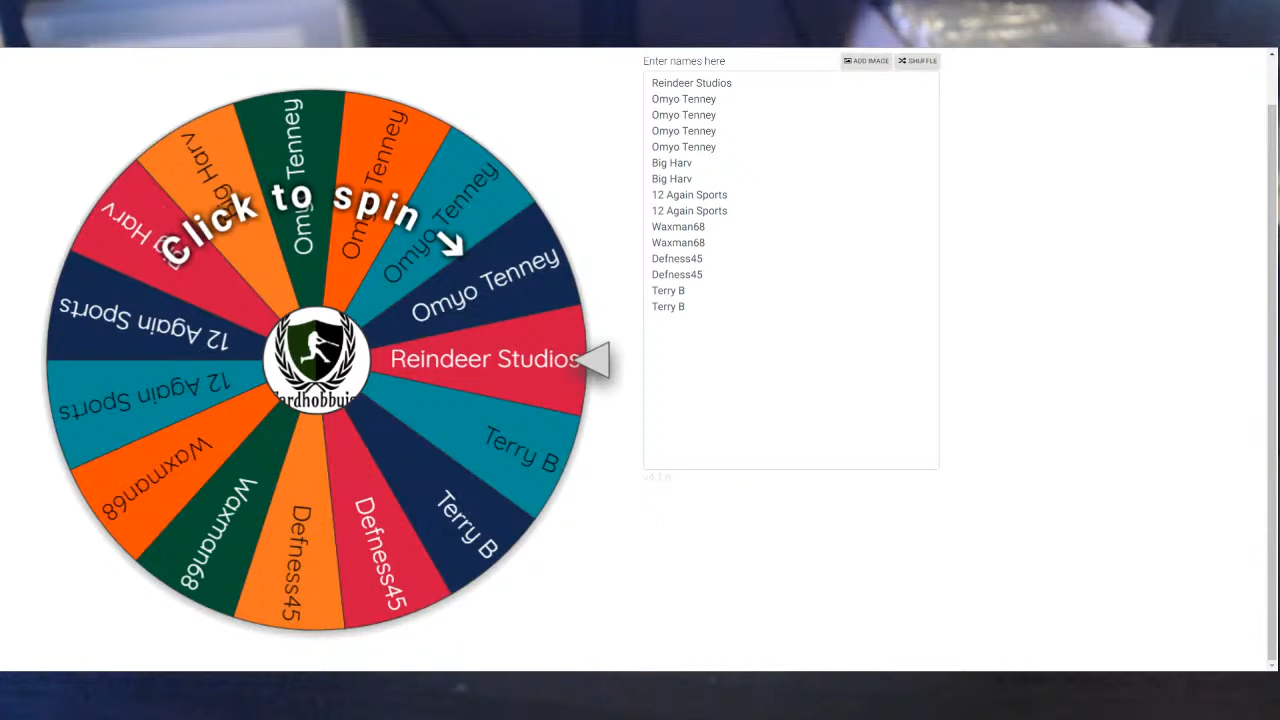 Enter names here
ADD IMAGE
SHUFFLE
Reindeer Studios
Omyo Tenney
Omyo Tenney
Omyo Tenney
Omyo Tenney
Big Harv
Big Harv
12 Again Sports
12 Again Sports
Waxman68
Waxman68
Defness45
Defness45
Terry B
Terry B
Click to spin
Omyo Tenney
Omyo Tenney
Omyo Tenney
Omyo Tenney
Reindeer Studios
Terry B
Terry B
Defness45
Defness45
Waxman68
Waxman68
12 Again Sports
12 Again Sports
Big Harv
Big Harv